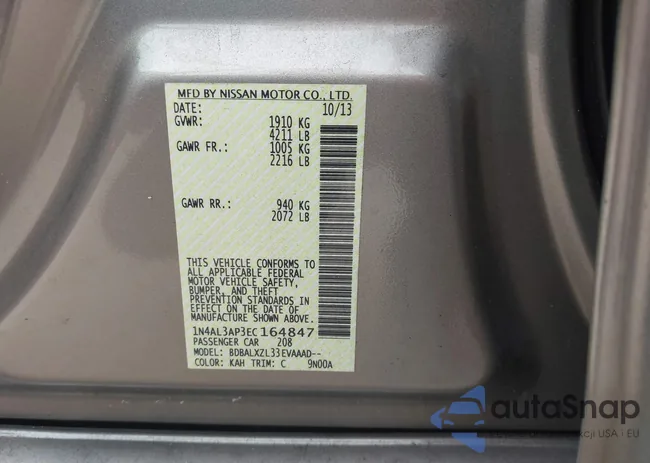 MFD BY NISSAN MOTOR CO., LTD.
DATE: 10/13
GVWR: 1910 KG
4211 LB
GAWR FR.: 1005 KG
2216 LB
GAWR RR.: 940 KG
2072 LB
THIS VEHICLE CONFORMS TO
ALL APPLICABLE FEDERAL
MOTOR VEHICLE SAFETY,
BUMPER, AND THEFT
PREVENTION STANDARDS IN
EFFECT ON THE DATE OF
MANUFACTURE SHOWN ABOVE.
1N4AL3AP3EC164847
PASSENGER CAR 208
MODEL: BDBALXZL33EVAAAD--
COLOR: KAH TRIM: C 9N00A
autaSnap
USA i EU